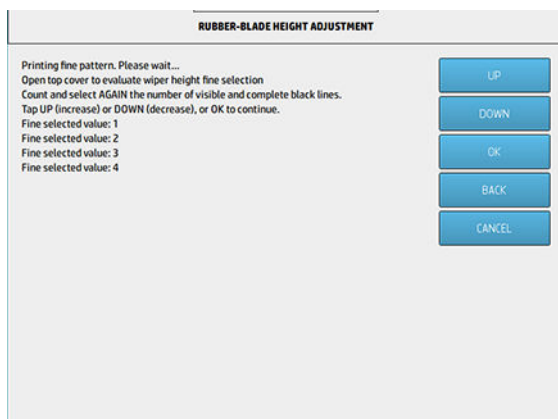 RUBBER-BLADE HEIGHT ADJUSTMENT
Printing fine pattern. Please wait...
Open top cover to evaluate wiper height fine selection
Count and select AGAIN the number of visible and complete black lines.
Tap UP (increase) or DOWN (decrease), or OK to continue.
Fine selected value: 1
Fine selected value: 2
Fine selected value: 3
Fine selected value: 4
UP
DOWN
OK
BACK
CANCEL